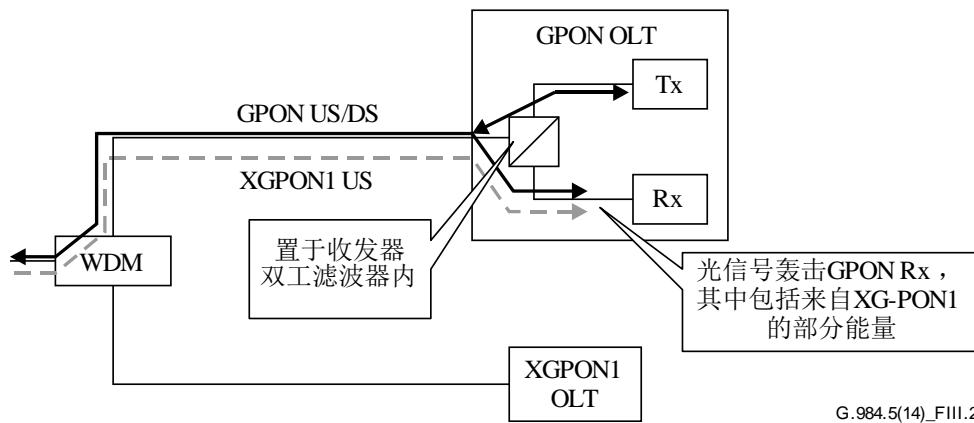 GPON OLT
Tx
GPON US/DS
XGPON1 US
Rx
置于收发器
双工滤波器内
WDM
光信号轰击GPON Rx，
其中包括来自XG-PON1
的部分能量
XGPON1
OLT
G.984.5(14)_FIII.2